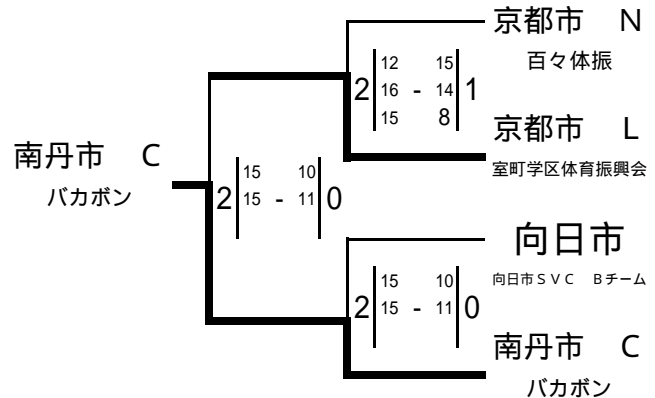 京都市　N
百々体振
2 12 15 1
16 - 14
15 8
京都市　L
室町学区体育振興会
南丹市　C
バカボン
2 15 10 0
15 - 11
向日市
向日市ＳＶＣ　Ｂチーム
2 15 10 0
15 - 11
南丹市　C
バカボン